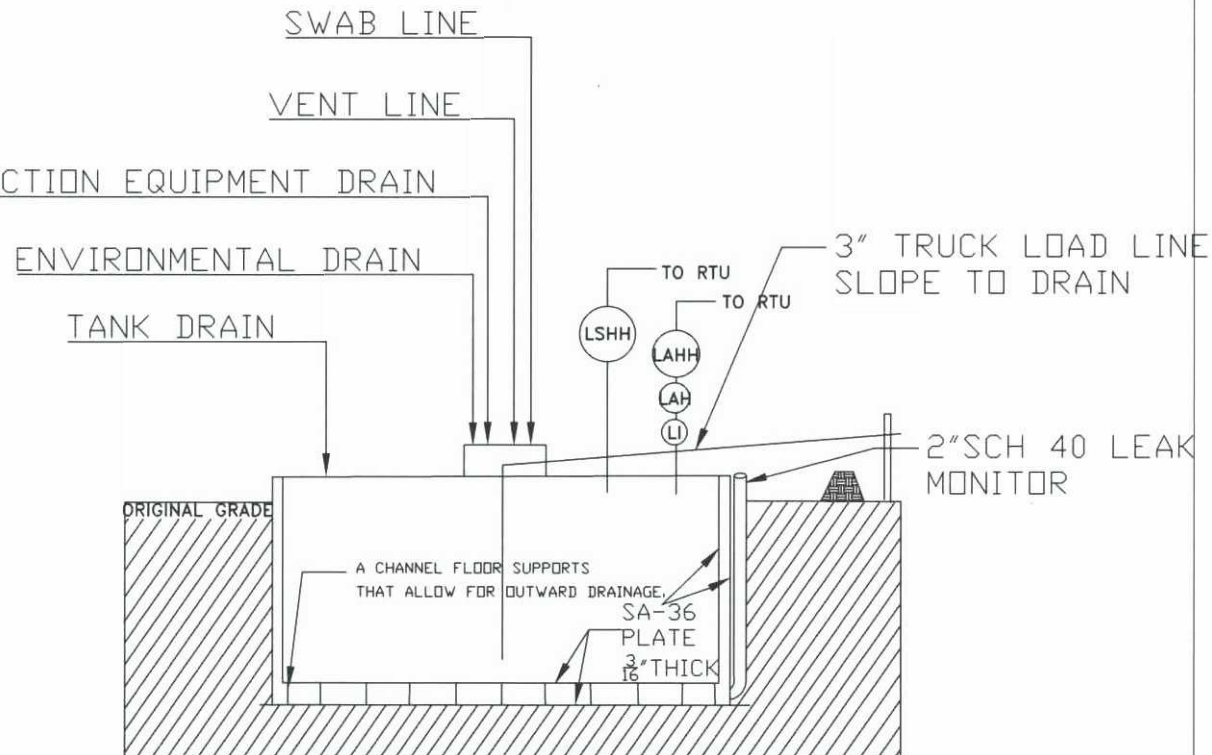 SWAB LINE
VENT LINE
CTION EQUIPMENT DRAIN
ENVIRONMENTAL DRAIN
TANK DRAIN
TO RTU
TO RTU
LSHH
LAHH
LAH
LI
3" TRUCK LOAD LINE
SLOPE TO DRAIN
2"SCH 40 LEAK
MONITOR
ORIGINAL GRADE
A CHANNEL FLOOR SUPPORTS
THAT ALLOW FOR OUTWARD DRAINAGE.
SA-36
PLATE
3/16"THICK